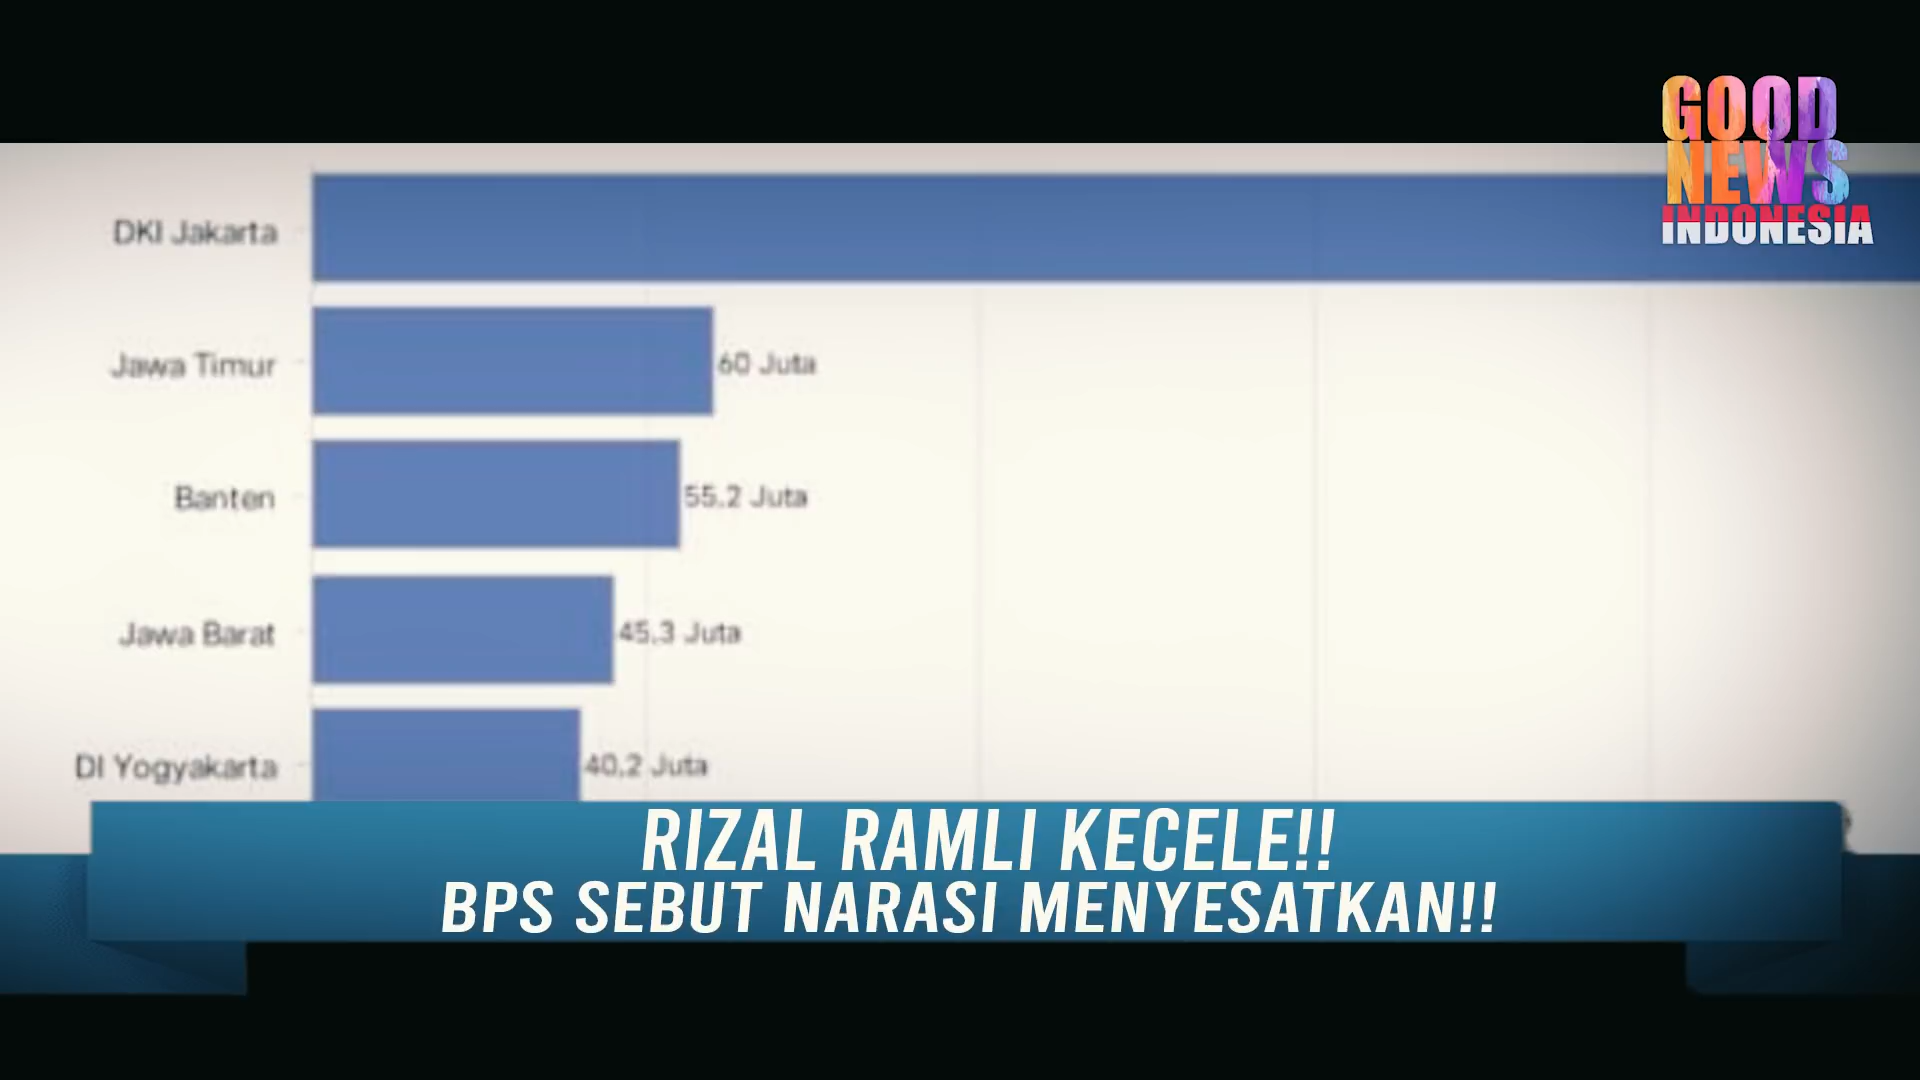 GOOD
NEWS
INDONESIA
DKI Jakarta
Jawa Timur
60 Juta
Banten
55,2 Juta
Jawa Barat
45,3 Juta
DI Yogyakarta
40,2 Juta
RIZAL RAMLI KECELE!!
BPS SEBUT NARASI MENYESATKAN!!